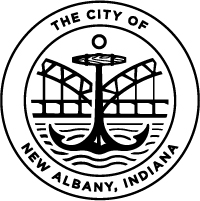 THE CITY OF
NEW ALBANY, INDIANA